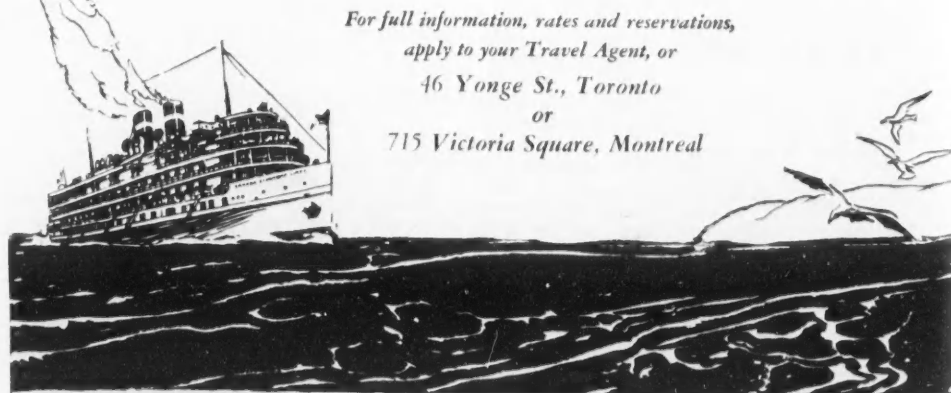 For full information, rates and reservations,
apply to your Travel Agent, or
46 Yonge St., Toronto
or
715 Victoria Square, Montreal